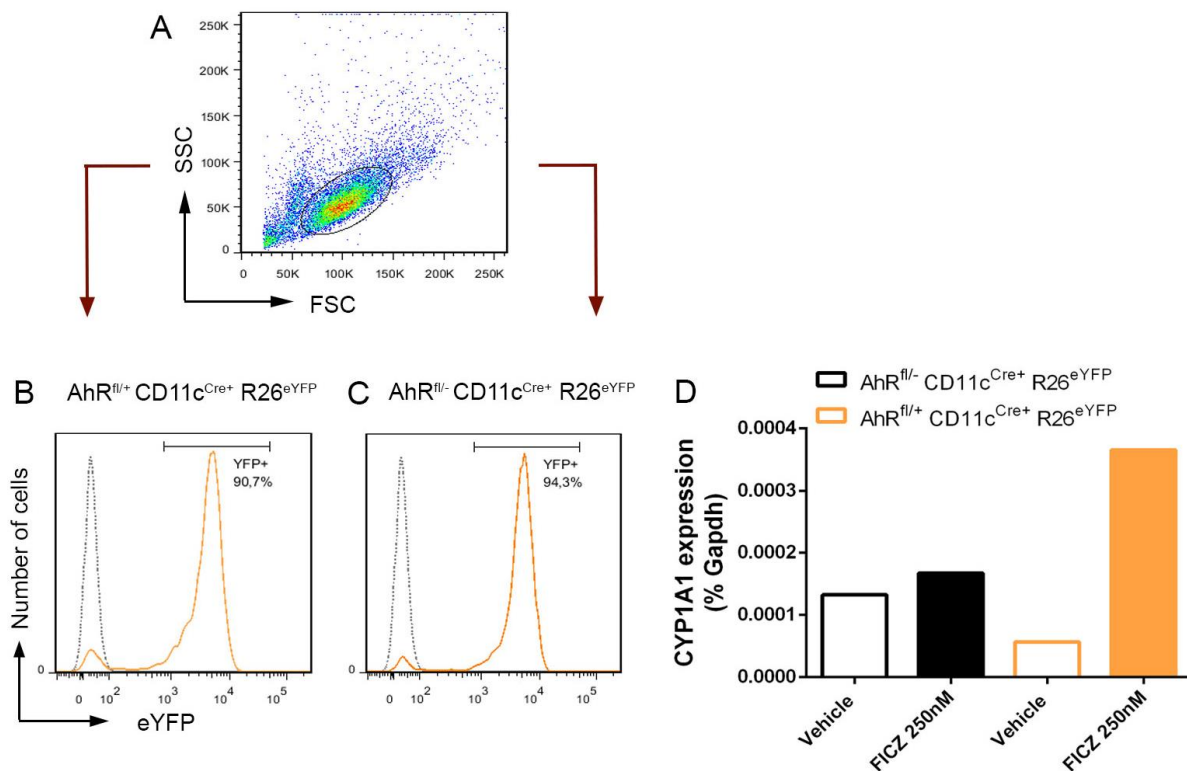 A
250K
200K
150K
100K
50K
0
SSC
0 50K 100K 150K 200K 250K
FSC
B AhR^fl/+ CD11c^Cre+ R26^eYFP
YFP+
90,7%
Number of cells
0
0 10^2 10^3 10^4 10^5
eYFP
C AhR^fl/- CD11c^Cre+ R26^eYFP
YFP+
94,3%
0
0 10^2 10^3 10^4 10^5
D
AhR^fl/- CD11c^Cre+ R26^eYFP
AhR^fl/+ CD11c^Cre+ R26^eYFP
CYP1A1 expression
(% Gapdh)
0.0004
0.0003
0.0002
0.0001
0.0000
Vehicle
FICZ 250nM
Vehicle
FICZ 250nM